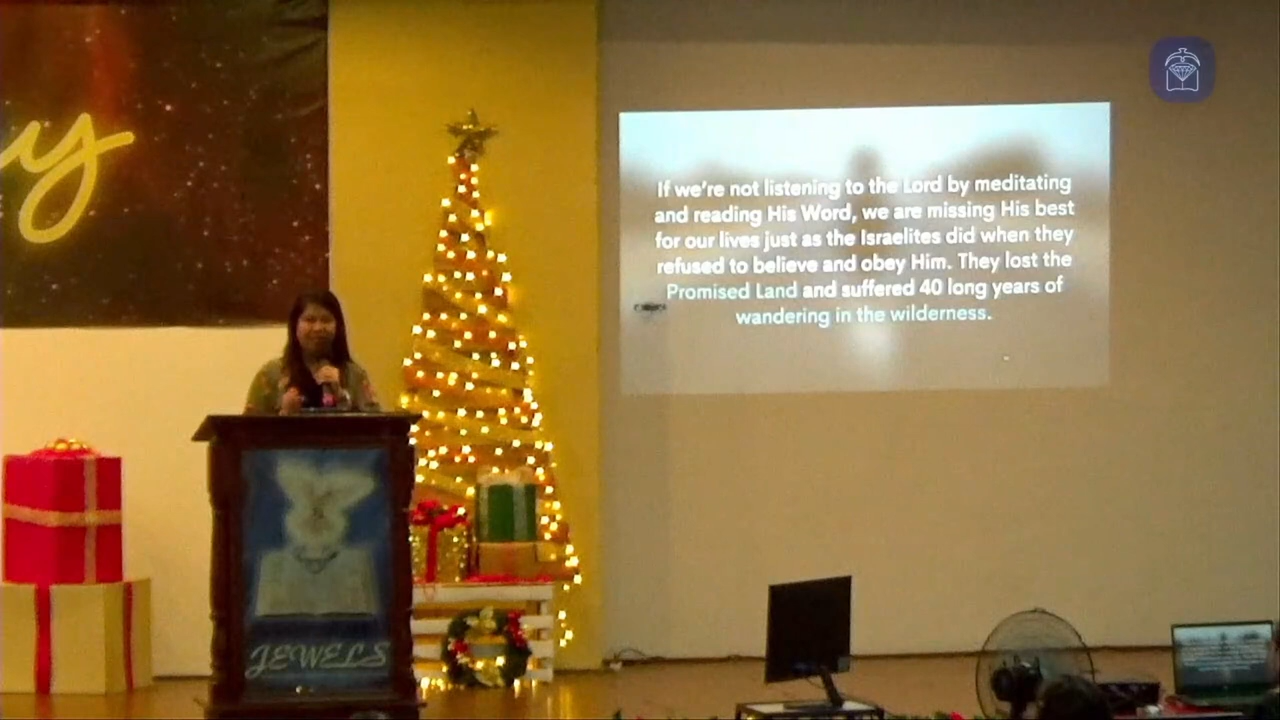 y
If we're not listening to the Lord by meditating
and reading His Word, we are missing His best
for our lives just as the Israelites did when they
refused to believe and obey Him. They lost the
Promised Land and suffered 40 long years of
wandering in the wilderness.
JEWELS